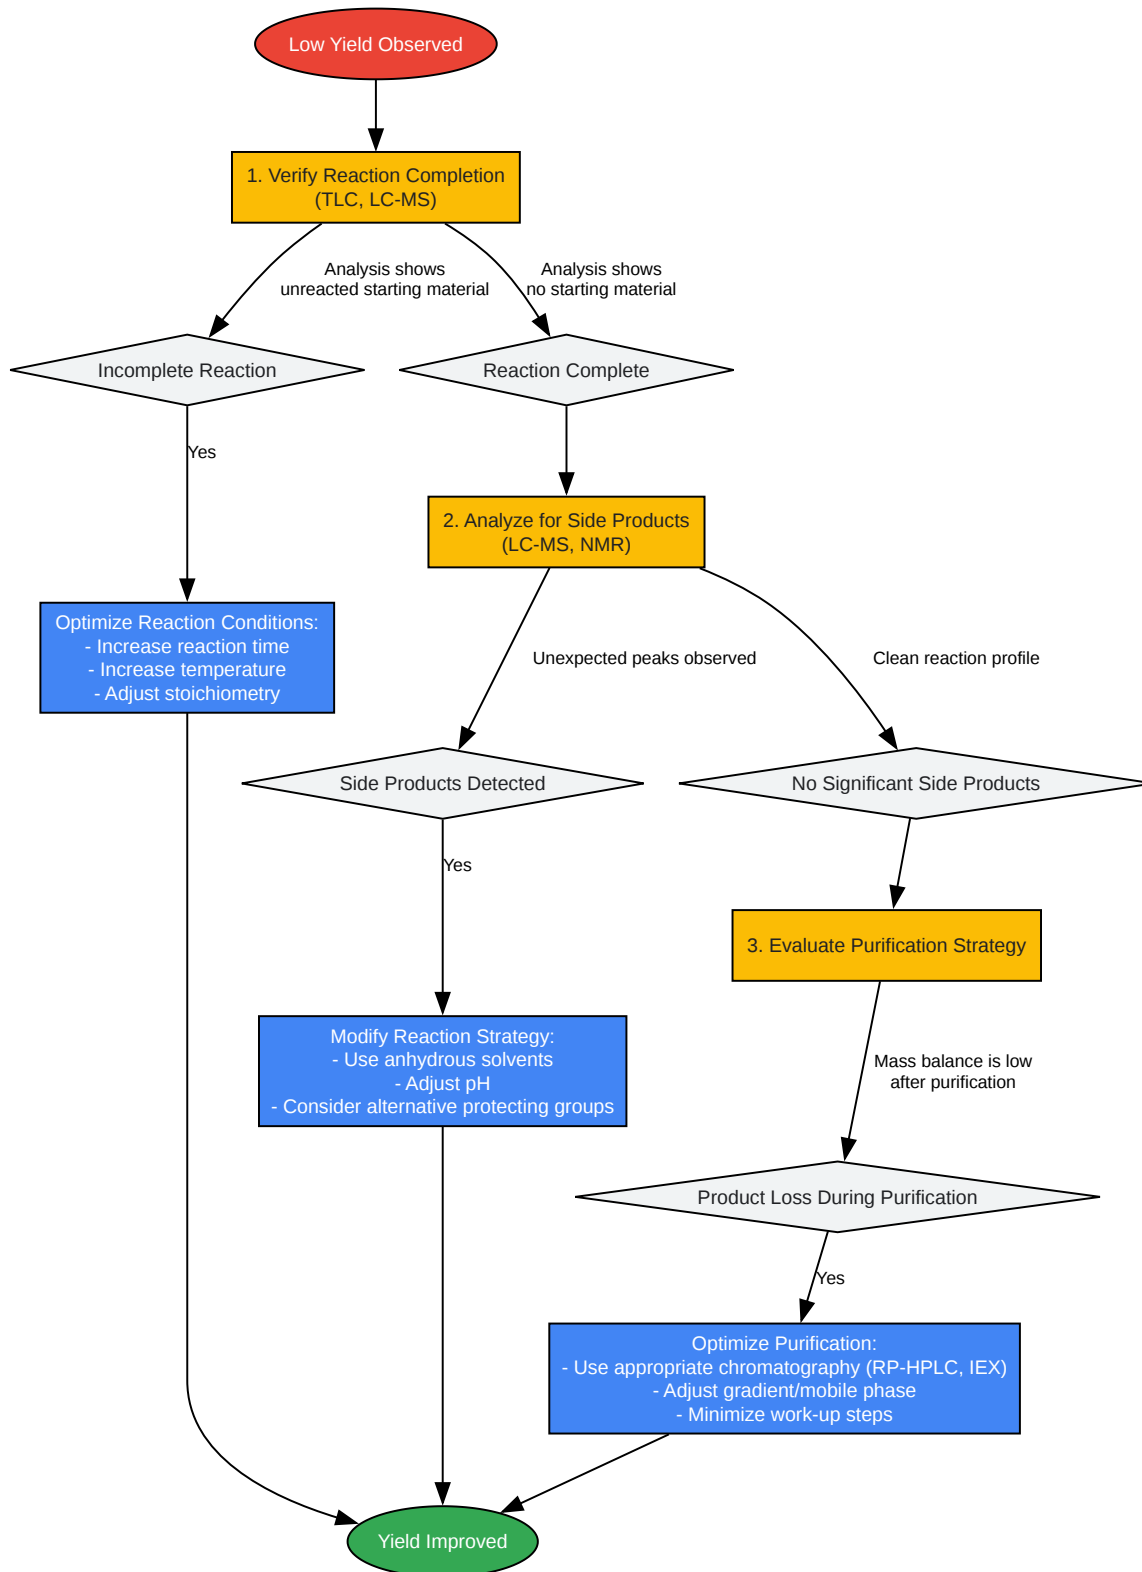 Low Yield Observed
1. Verify Reaction Completion
(TLC, LC-MS)
Analysis shows
unreacted starting material
Analysis shows
no starting material
Incomplete Reaction
Reaction Complete
Yes
2. Analyze for Side Products
(LC-MS, NMR)
Optimize Reaction Conditions:
- Increase reaction time
- Increase temperature
- Adjust stoichiometry
Unexpected peaks observed
Clean reaction profile
Side Products Detected
No Significant Side Products
Yes
3. Evaluate Purification Strategy
Modify Reaction Strategy:
- Use anhydrous solvents
- Adjust pH
- Consider alternative protecting groups
Mass balance is low
after purification
Product Loss During Purification
Yes
Optimize Purification:
- Use appropriate chromatography (RP-HPLC, IEX)
- Adjust gradient/mobile phase
- Minimize work-up steps
Yield Improved